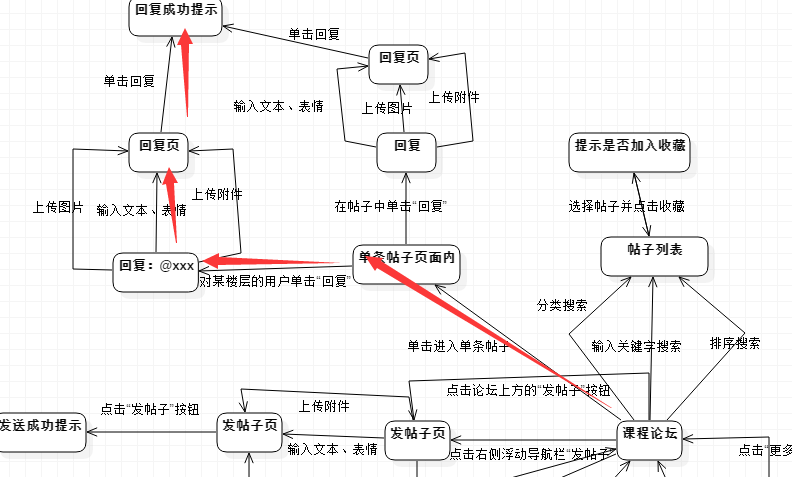 回复成功提示
单击回复
回复页
单击回复
上传附件
输入文本、表情
上传图片
回复页
回复
提示是否加入收藏
上传附件
上传图片
输入文本、表情
在帖子中单击“回复”
选择帖子并点击收藏
帖子列表
回复：@xxx
单条帖子页面内
对某楼层的用户单击“回复”
分类搜索
单击进入单条帖子
输入关键字搜索
排序搜索
点击论坛上方的“发帖子”按钮
点击“发帖子”按钮
上传附件
发送成功提示
发帖子页
发帖子页
课程论坛
输入文本、表情
点击右侧浮动导航栏“发帖子
点击“更多